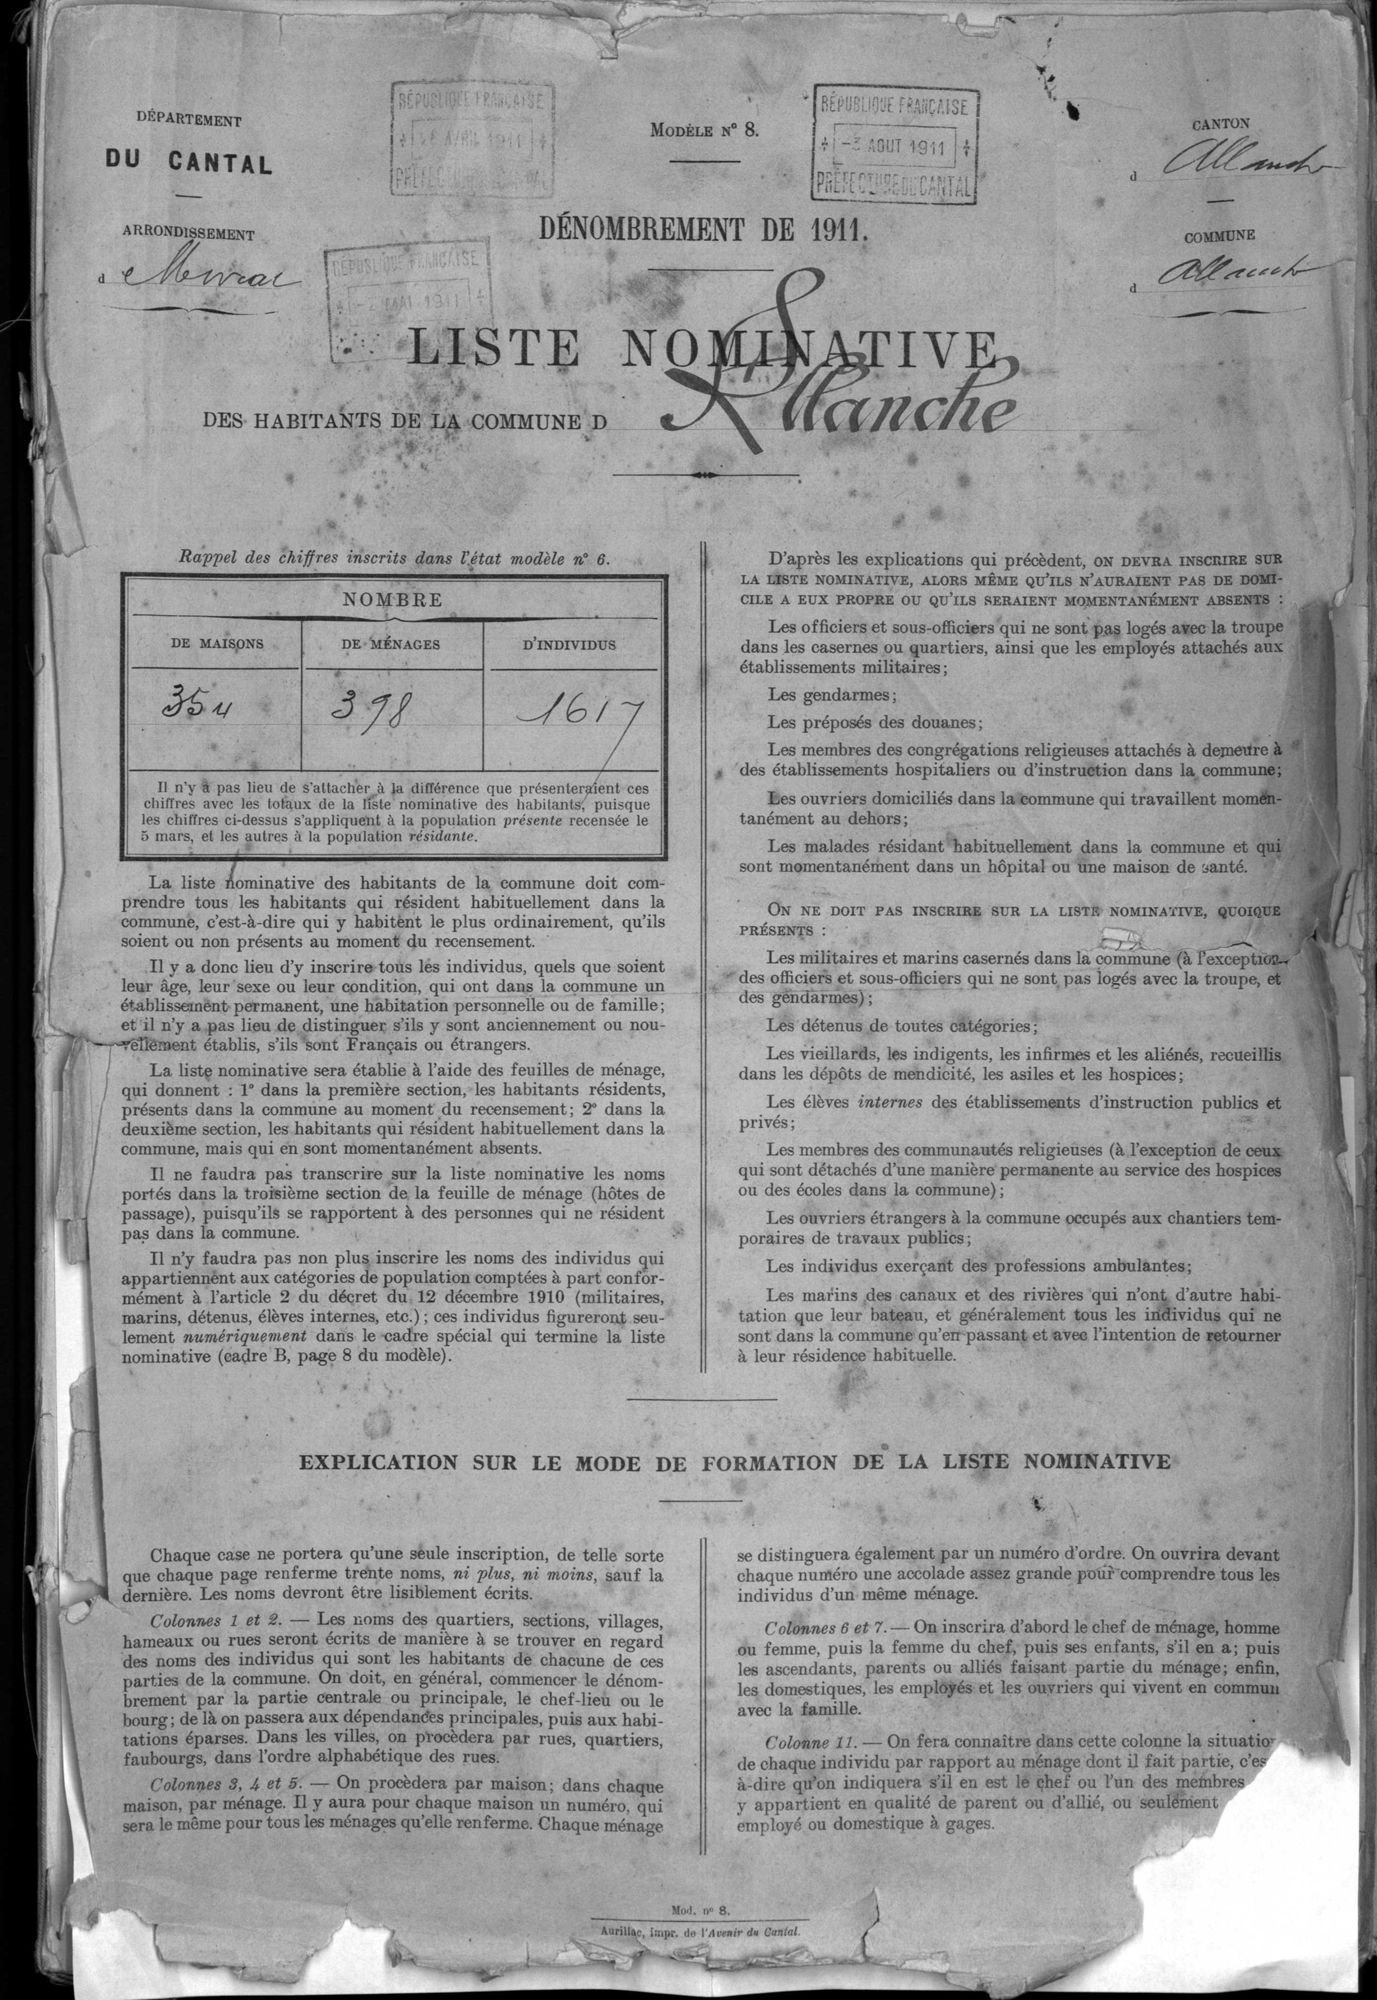 DÉPARTEMENT
DU CANTAL
ARRONDISSEMENT
d
RÉPUBLIQUE FRANÇAISE
AVRIL 1911
RÉPUBLIQUE FRANÇAISE
MAI 1911
MODÈLE N° 8.
RÉPUBLIQUE FRANÇAISE
-3 AOUT 1911
PRÉFECTURE DU CANTAL
CANTON
d Allanche
COMMUNE
d Allanche
DÉNOMBREMENT DE 1911.
LISTE NOMINATIVE
DES HABITANTS DE LA COMMUNE D Allanche
Rappel des chiffres inscrits dans l'état modèle n° 6.
NOMBRE
DE MAISONS DE MÉNAGES D'INDIVIDUS
354 398 1617
Il n'y a pas lieu de s'attacher à la différence que présenteraient ces
chiffres avec les totaux de la liste nominative des habitants, puisque
les chiffres ci-dessus s'appliquent à la population présente recensée le
5 mars, et les autres à la population résidante.
La liste nominative des habitants de la commune doit com-
prendre tous les habitants qui résident habituellement dans la
commune, c'est-à-dire qui y habitent le plus ordinairement, qu'ils
soient ou non présents au moment du recensement.
Il y a donc lieu d'y inscrire tous les individus, quels que soient
leur âge, leur sexe ou leur condition, qui ont dans la commune un
établissement permanent, une habitation personnelle ou de famille;
et il n'y a pas lieu de distinguer s'ils y sont anciennement ou nou-
vellement établis, s'ils sont Français ou étrangers.
La liste nominative sera établie à l'aide des feuilles de ménage,
qui donnent : 1° dans la première section, les habitants résidents,
présents dans la commune au moment du recensement; 2° dans la
deuxième section, les habitants qui résident habituellement dans la
commune, mais qui en sont momentanément absents.
Il ne faudra pas transcrire sur la liste nominative les noms
portés dans la troisième section de la feuille de ménage (hôtes de
passage), puisqu'ils se rapportent à des personnes qui ne résident
pas dans la commune.
Il n'y faudra pas non plus inscrire les noms des individus qui
appartiennent aux catégories de population comptées à part confor-
mément à l'article 2 du décret du 12 décembre 1910 (militaires,
marins, détenus, élèves internes, etc.) ; ces individus figureront seu-
lement numériquement dans le cadre spécial qui termine la liste
nominative (cadre B, page 8 du modèle).
D'après les explications qui précèdent, ON DEVRA INSCRIRE SUR
LA LISTE NOMINATIVE, ALORS MÊME QU'ILS N'AURAIENT PAS DE DOMI-
CILE A EUX PROPRE OU QU'ILS SERAIENT MOMENTANÉMENT ABSENTS :
Les officiers et sous-officiers qui ne sont pas logés avec la troupe
dans les casernes ou quartiers, ainsi que les employés attachés aux
établissements militaires;
Les gendarmes;
Les préposés des douanes;
Les membres des congrégations religieuses attachés à demeure à
des établissements hospitaliers ou d'instruction dans la commune;
Les ouvriers domiciliés dans la commune qui travaillent momen-
tanément au dehors;
Les malades résidant habituellement dans la commune et qui
sont momentanément dans un hôpital ou une maison de santé.
ON NE DOIT PAS INSCRIRE SUR LA LISTE NOMINATIVE, QUOIQUE
PRÉSENTS :
Les militaires et marins casernés dans la commune (à l'exception
des officiers et sous-officiers qui ne sont pas logés avec la troupe, et
des gendarmes);
Les détenus de toutes catégories;
Les vieillards, les indigents, les infirmes et les aliénés, recueillis
dans les dépôts de mendicité, les asiles et les hospices;
Les élèves internes des établissements d'instruction publics et
privés;
Les membres des communautés religieuses (à l'exception de ceux
qui sont détachés d'une manière permanente au service des hospices
ou des écoles dans la commune);
Les ouvriers étrangers à la commune occupés aux chantiers tem-
poraires de travaux publics;
Les individus exerçant des professions ambulantes;
Les marins des canaux et des rivières qui n'ont d'autre habi-
tation que leur bateau, et généralement tous les individus qui ne
sont dans la commune qu'en passant et avec l'intention de retourner
à leur résidence habituelle.
EXPLICATION SUR LE MODE DE FORMATION DE LA LISTE NOMINATIVE
Chaque case ne portera qu'une seule inscription, de telle sorte
que chaque page renferme trente noms, ni plus, ni moins, sauf la
dernière. Les noms devront être lisiblement écrits.
Colonnes 1 et 2. — Les noms des quartiers, sections, villages,
hameaux ou rues seront écrits de manière à se trouver en regard
des noms des individus qui sont les habitants de chacune de ces
parties de la commune. On doit, en général, commencer le dénom-
brement par la partie centrale ou principale, le chef-lieu ou le
bourg; de là on passera aux dépendances principales, puis aux habi-
tations éparses. Dans les villes, on procèdera par rues, quartiers,
faubourgs, dans l'ordre alphabétique des rues.
Colonnes 3, 4 et 5. — On procèdera par maison; dans chaque
maison, par ménage. Il y aura pour chaque maison un numéro, qui
sera le même pour tous les ménages qu'elle renferme. Chaque ménage
se distinguera également par un numéro d'ordre. On ouvrira devant
chaque numéro une accolade assez grande pour comprendre tous les
individus d'un même ménage.
Colonnes 6 et 7. — On inscrira d'abord le chef de ménage, homme
ou femme, puis la femme du chef, puis ses enfants, s'il en a; puis
les ascendants, parents ou alliés faisant partie du ménage; enfin,
les domestiques, les employés et les ouvriers qui vivent en commun
avec la famille.
Colonne 11. — On fera connaître dans cette colonne la situation
de chaque individu par rapport au ménage dont il fait partie, c'es
à-dire qu'on indiquera s'il en est le chef ou l'un des membres
y appartient en qualité de parent ou d'allié, ou seulement
employé ou domestique à gages.
Mod. n° 8.
Aurillac, impr. de l'Avenir du Cantal.